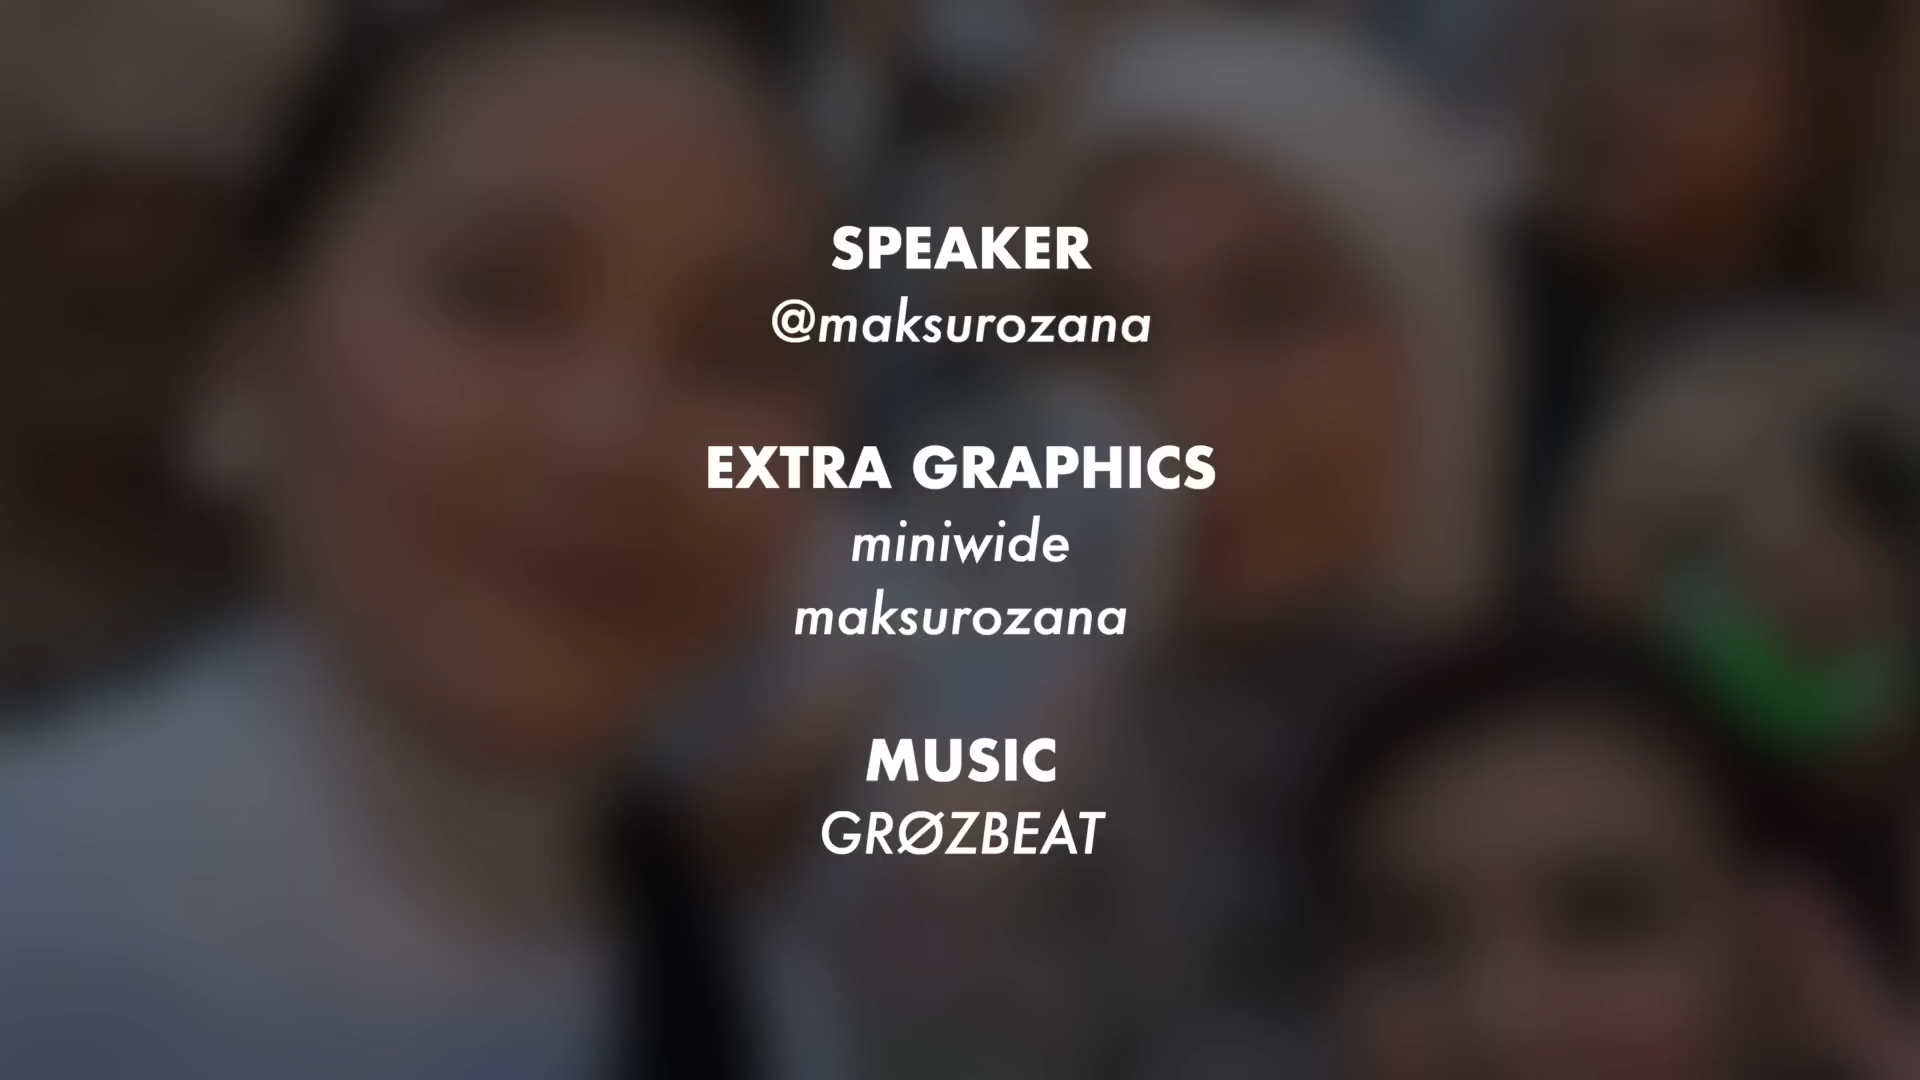 SPEAKER
@maksurozana
EXTRA GRAPHICS
miniwide
maksurozana
MUSIC
GRØZBEAT